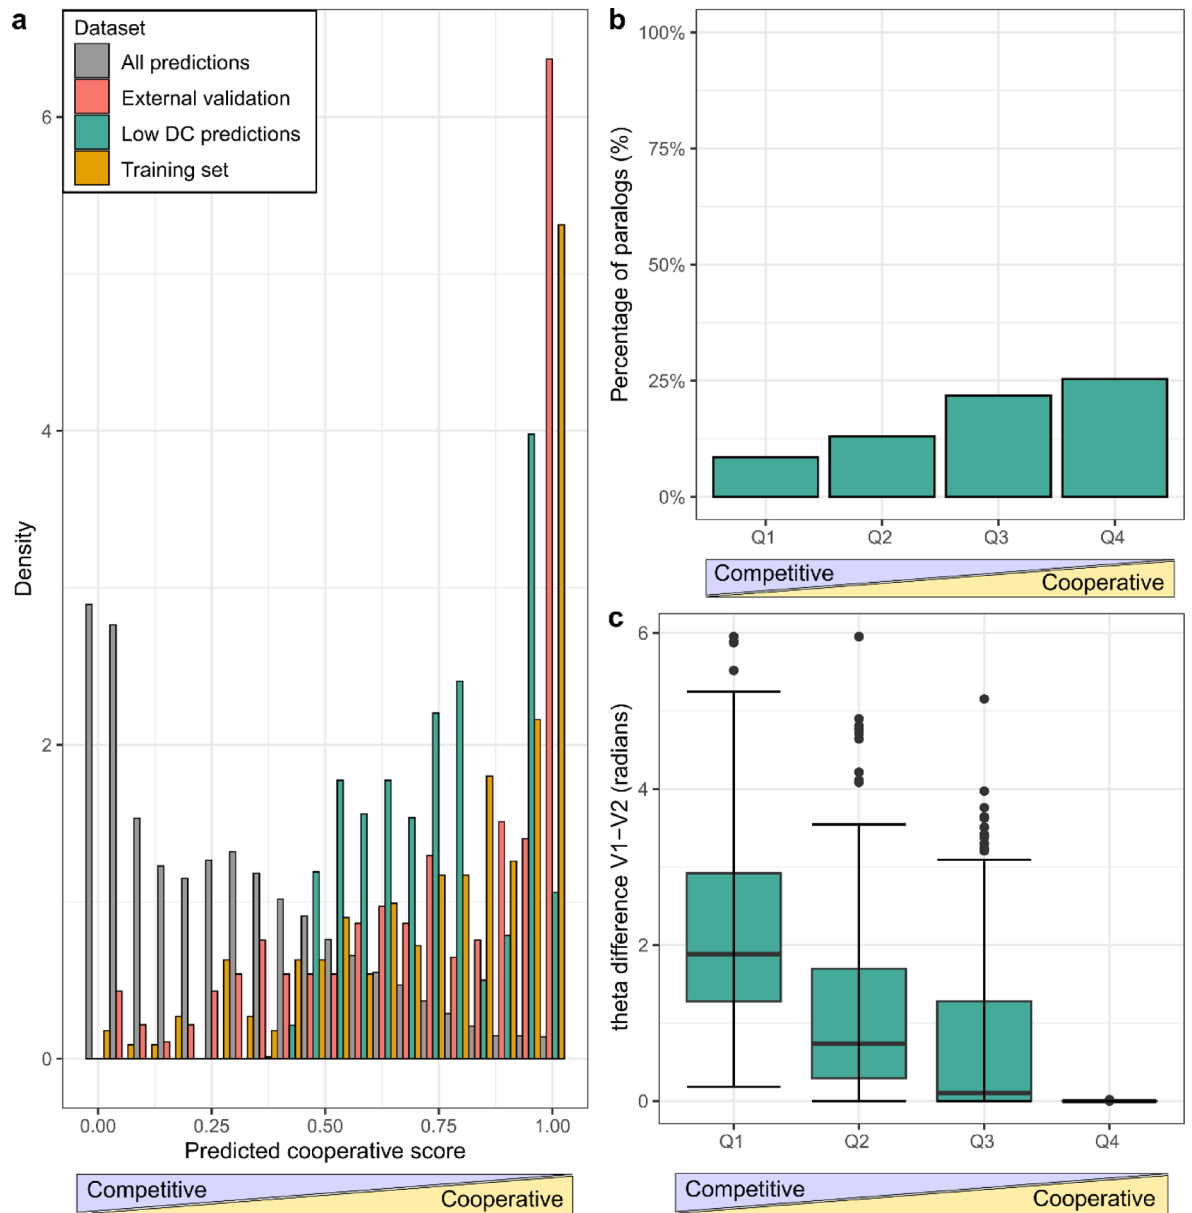 a
Dataset
All predictions
External validation
Low DC predictions
Training set
Density
6
4
2
0
0.00 0.25 0.50 0.75 1.00
Predicted cooperative score
Competitive
Cooperative
b
Percentage of paralogs (%)
100%
75%
50%
25%
0%
Q1 Q2 Q3 Q4
Competitive
Cooperative
c
theta difference V1−V2 (radians)
6
4
2
0
Q1 Q2 Q3 Q4
Competitive
Cooperative